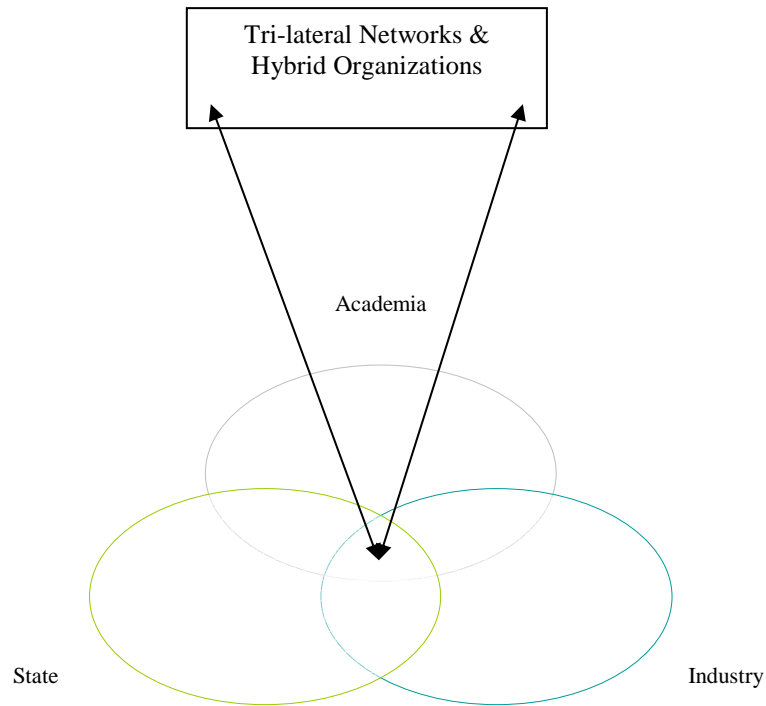 Tri-lateral Networks &
Hybrid Organizations
Academia
State
Industry